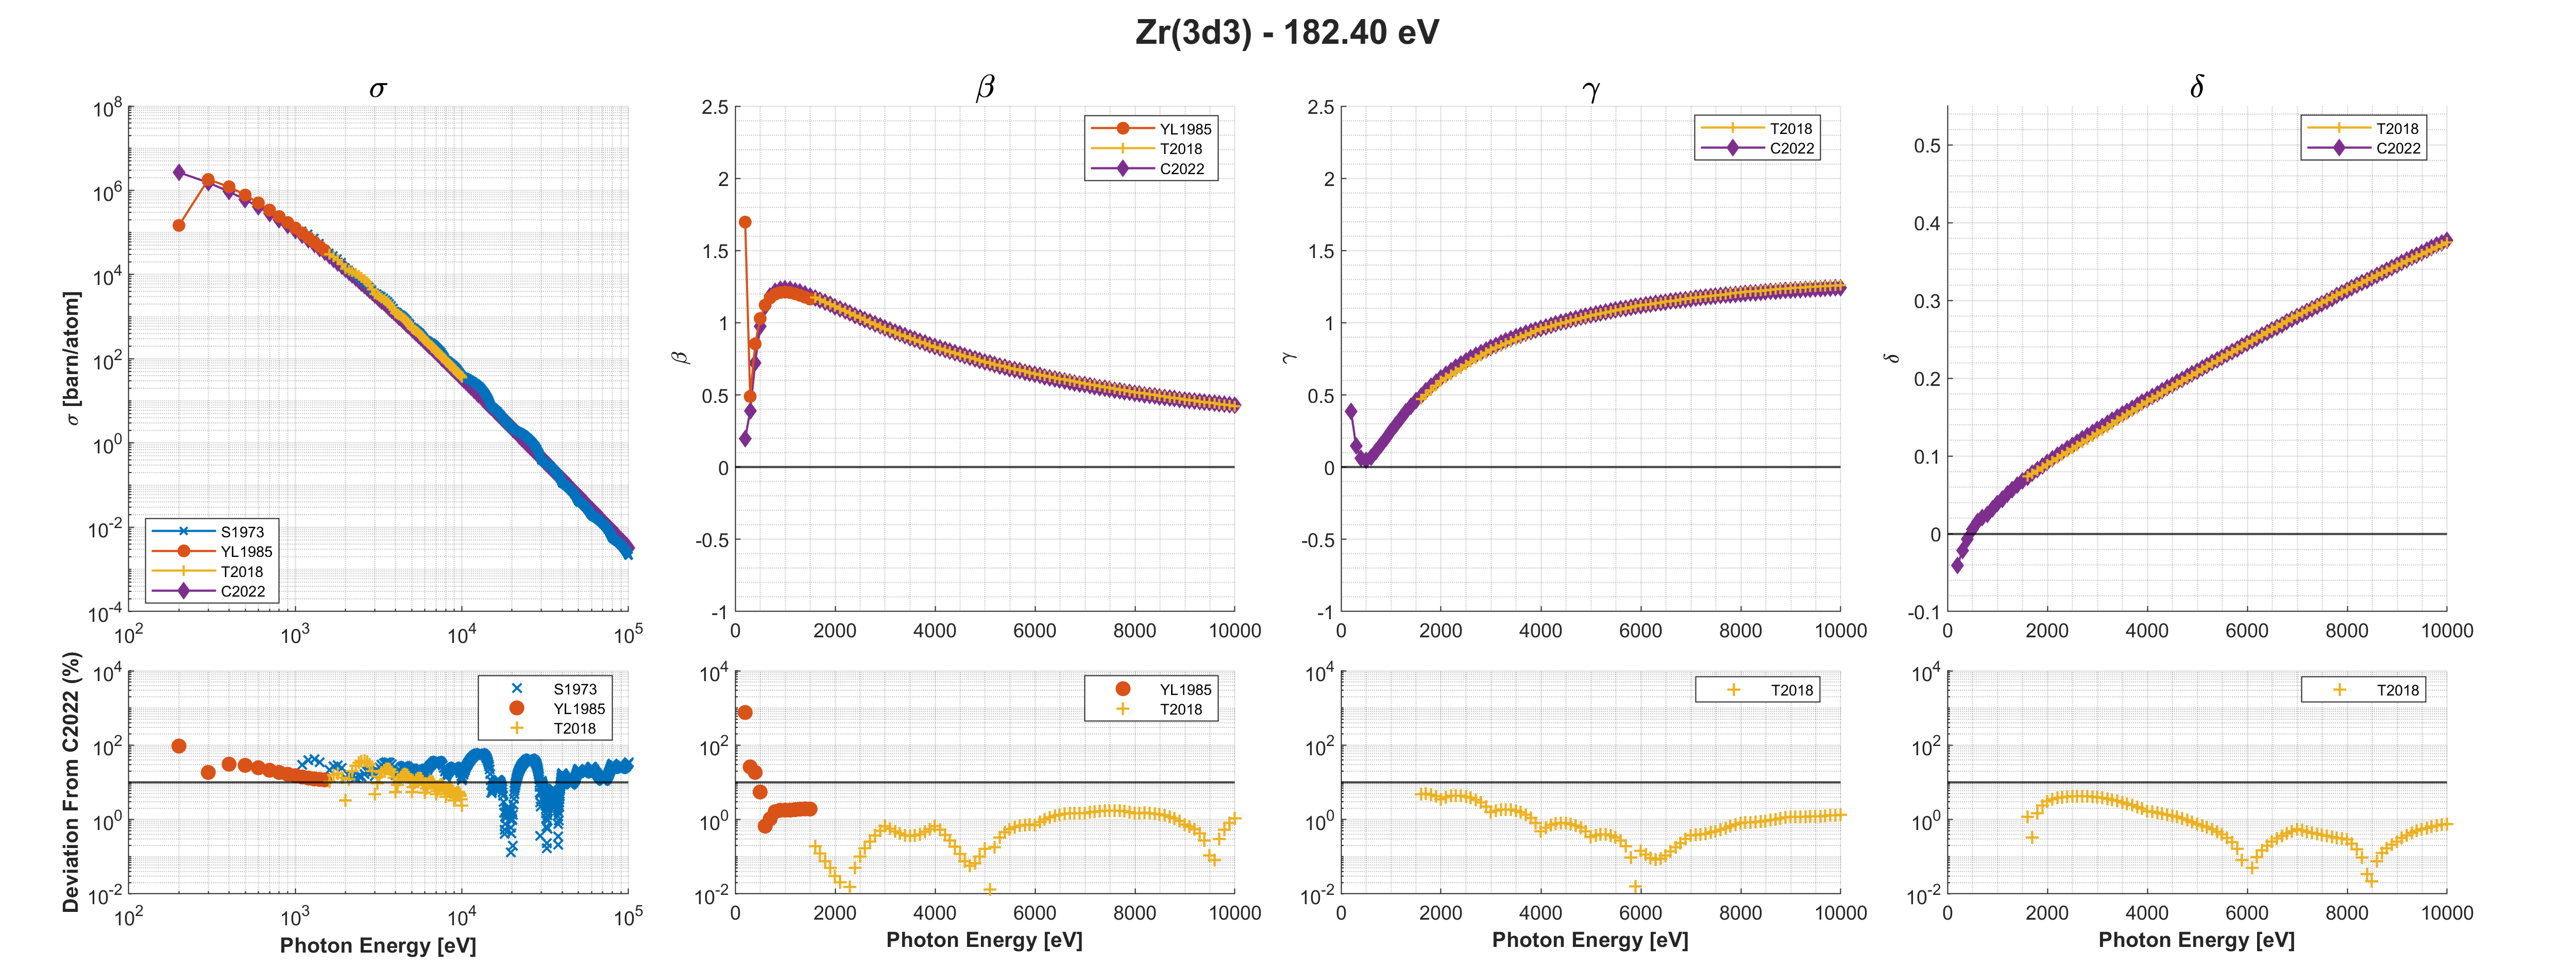 Zr(3d3) - 182.40 eV
σ
10^8
10^6
10^4
10^2
10^0
10^-2
10^-4
σ [barn/atom]
S1973
YL1985
T2018
C2022
10^2
10^3
10^4
10^5
β
2.5
2
1.5
1
0.5
0
-0.5
-1
β
YL1985
T2018
C2022
0
2000
4000
6000
8000
10000
γ
2.5
2
1.5
1
0.5
0
-0.5
-1
γ
T2018
C2022
0
2000
4000
6000
8000
10000
δ
0.5
0.4
0.3
0.2
0.1
0
-0.1
δ
T2018
C2022
0
2000
4000
6000
8000
10000
Deviation From C2022 (%)
10^4
10^2
10^0
10^-2
S1973
YL1985
T2018
10^2
10^3
10^4
10^5
Photon Energy [eV]
10^4
10^2
10^0
10^-2
YL1985
T2018
0
2000
4000
6000
8000
10000
Photon Energy [eV]
10^4
10^2
10^0
10^-2
T2018
0
2000
4000
6000
8000
10000
Photon Energy [eV]
10^4
10^2
10^0
10^-2
T2018
0
2000
4000
6000
8000
10000
Photon Energy [eV]